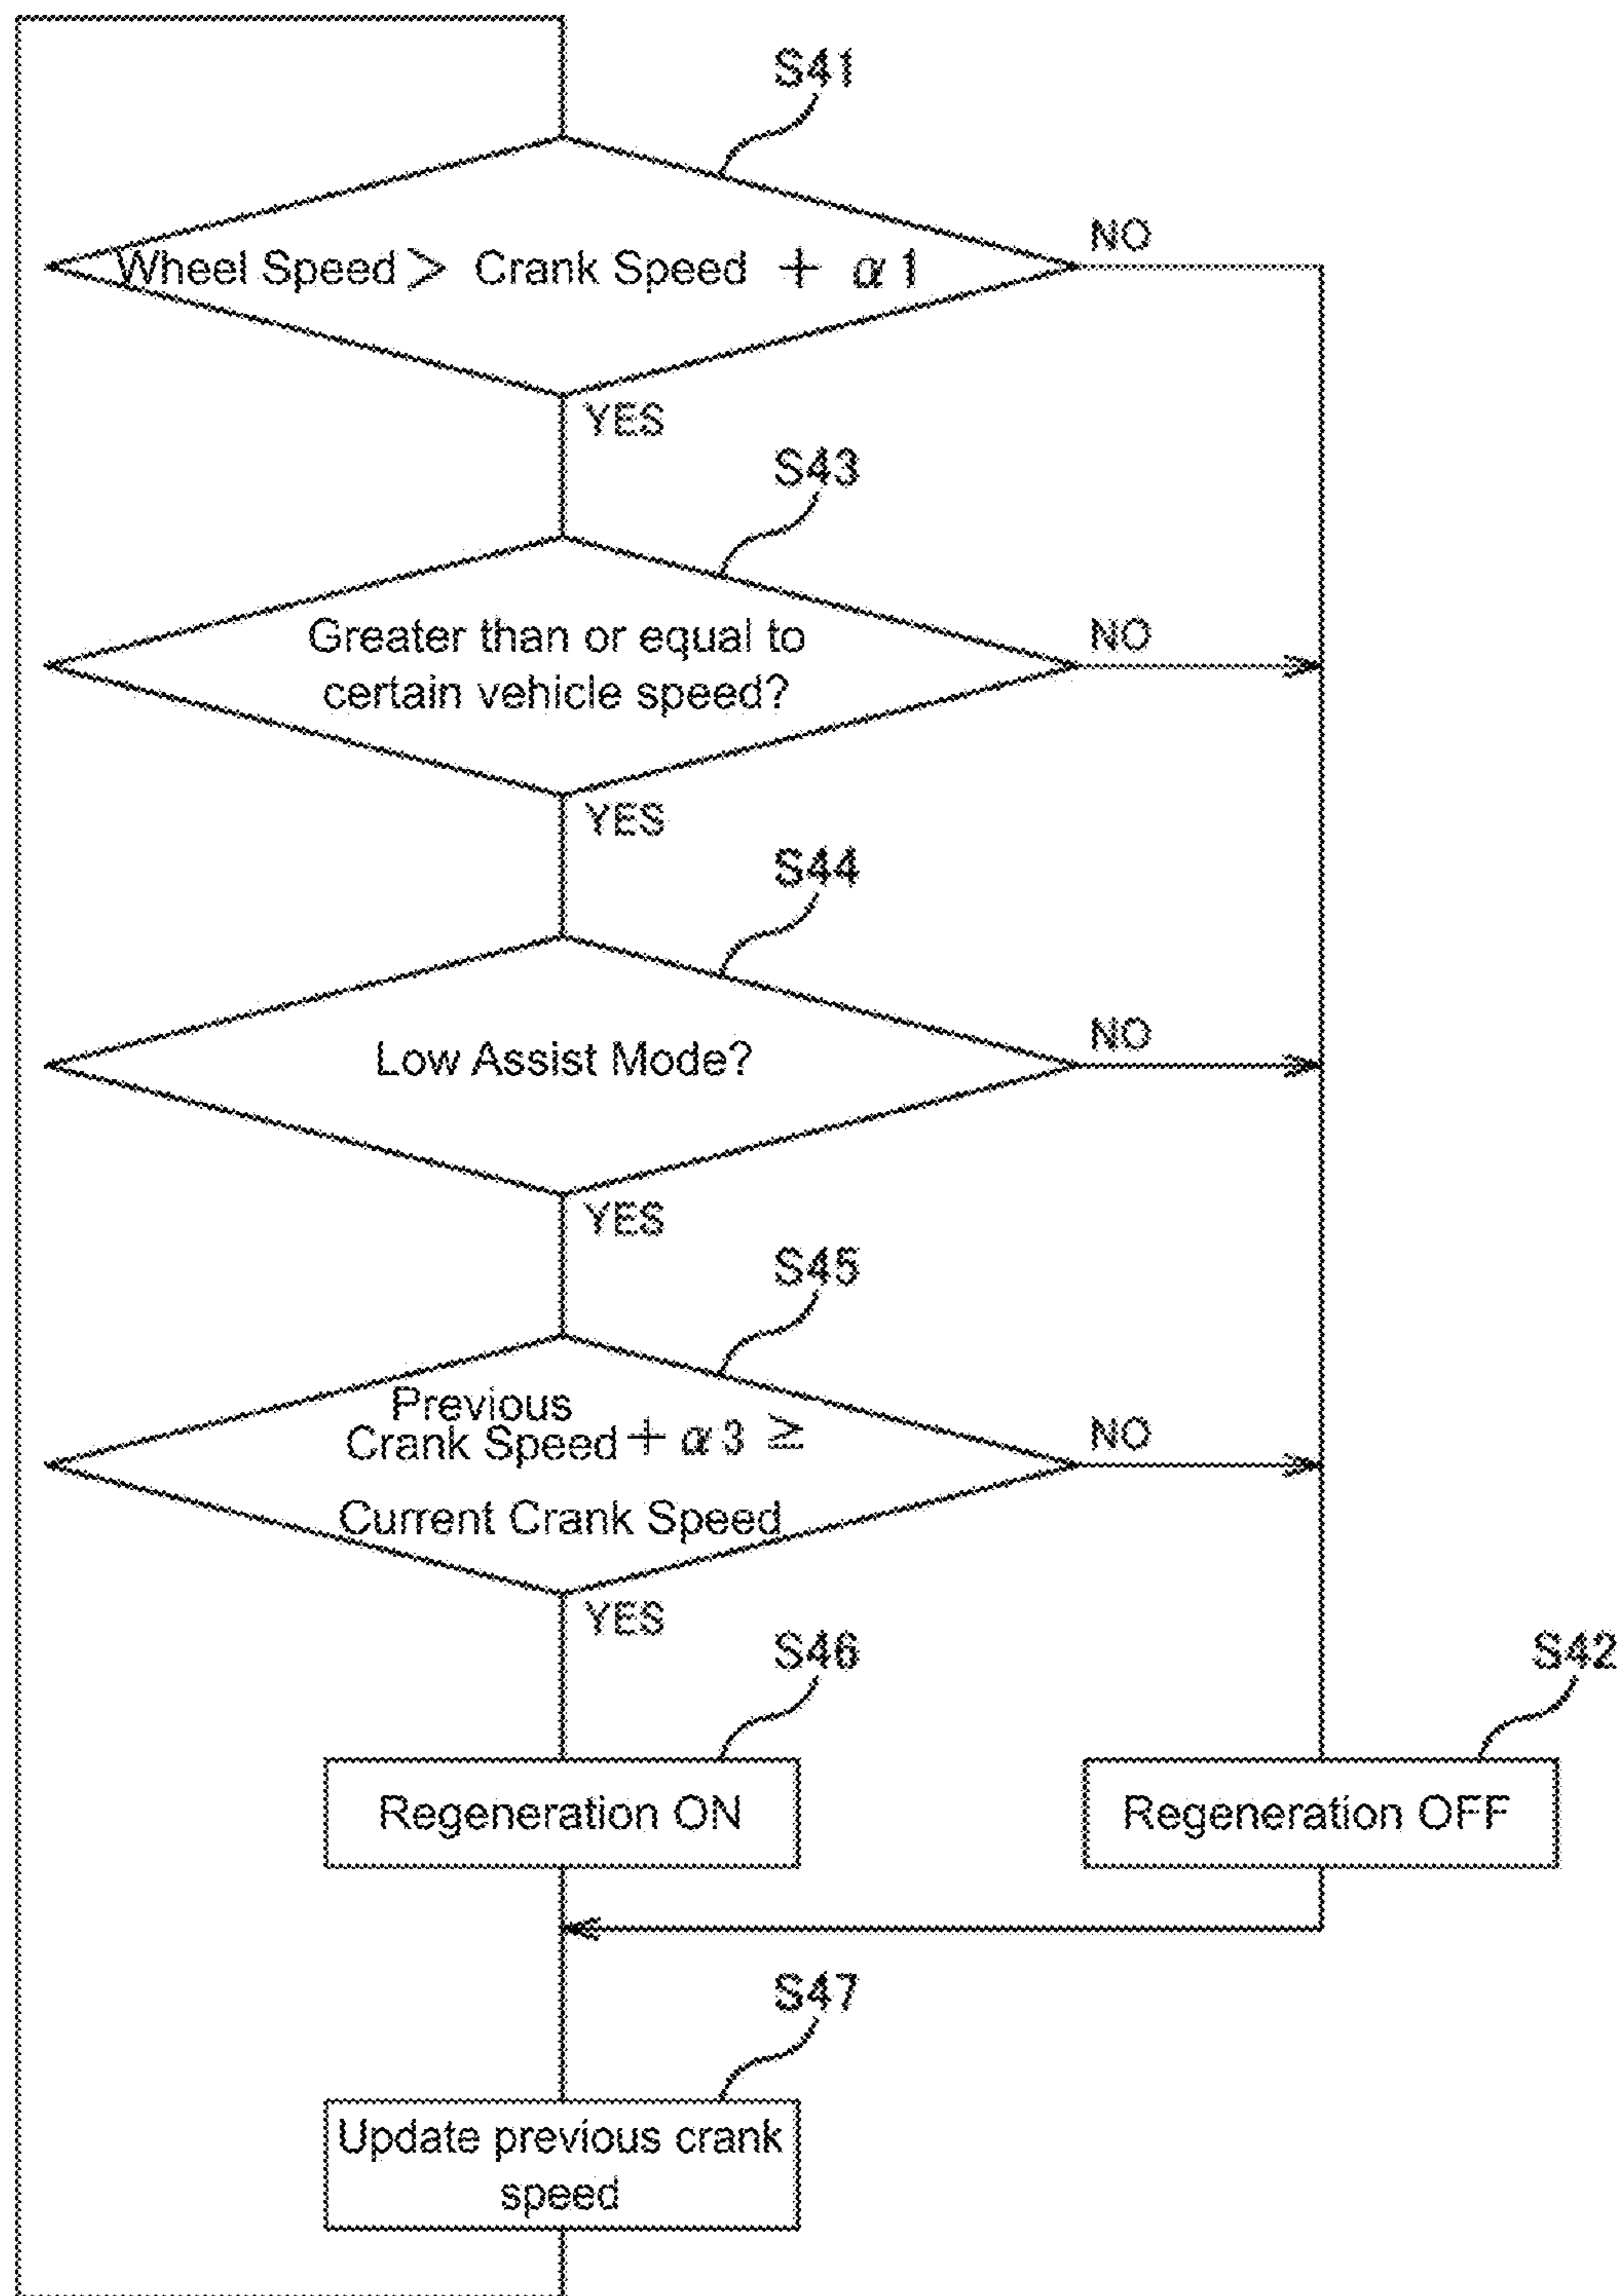 S41
Wheel Speed > Crank Speed + α1
NO
YES
S43
Greater than or equal to
certain vehicle speed?
NO
YES
S44
Low Assist Mode?
NO
YES
S45
Previous
Crank Speed + α3 ≥
Current Crank Speed
NO
YES
S46
S42
Regeneration ON
Regeneration OFF
S47
Update previous crank
speed